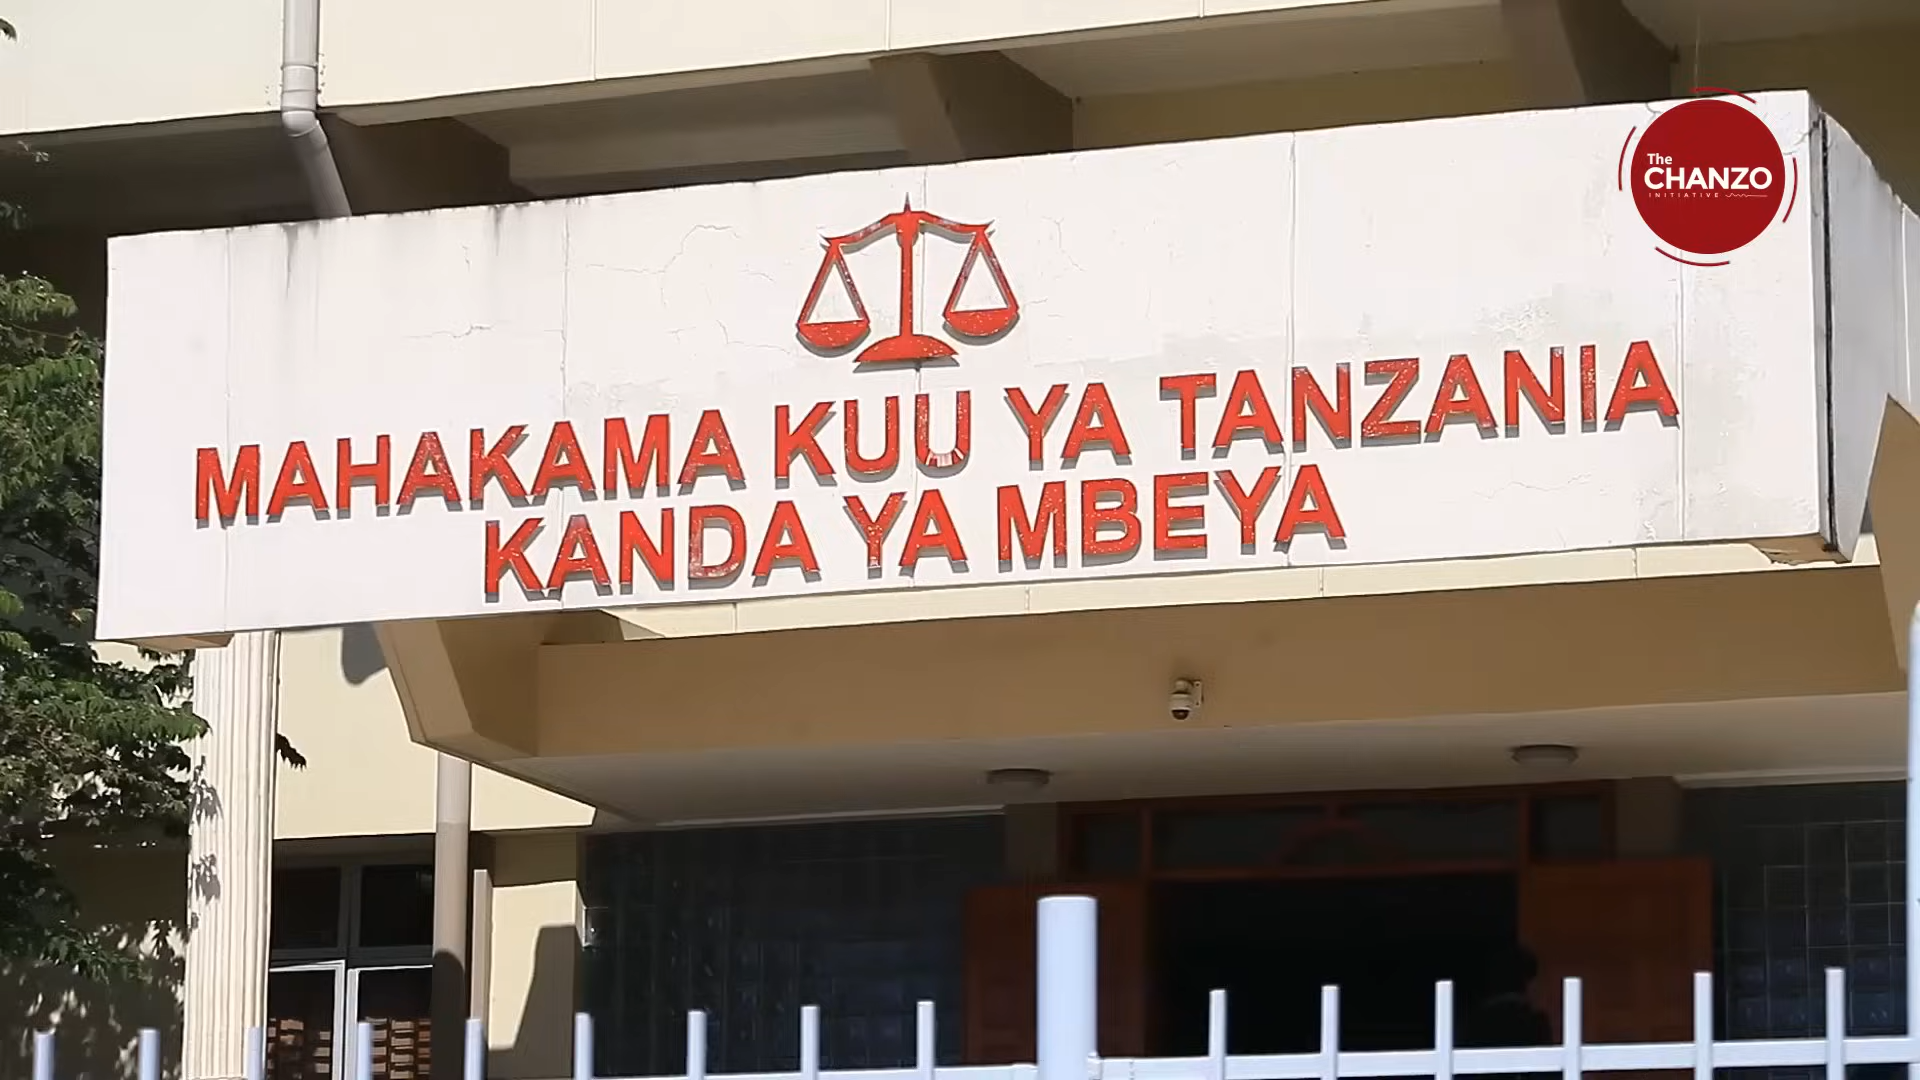 The
CHANZO
INITIATIVE
MAHAKAMA KUU YA TANZANIA
KANDA YA MBEYA